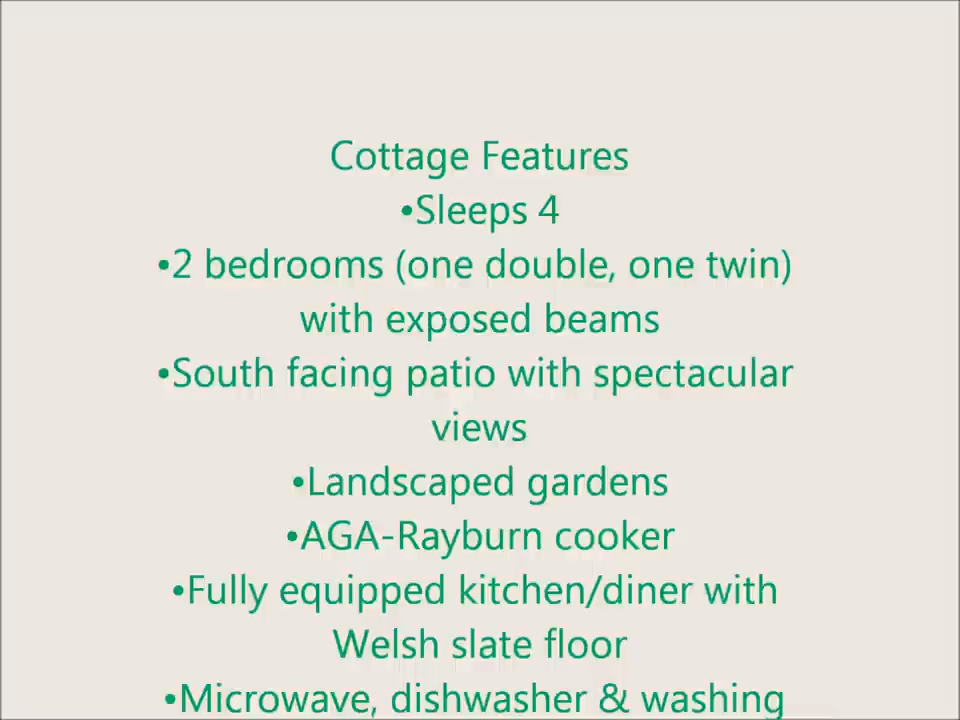 Cottage Features
•Sleeps 4
•2 bedrooms (one double, one twin)
with exposed beams
•South facing patio with spectacular
views
•Landscaped gardens
•AGA-Rayburn cooker
•Fully equipped kitchen/diner with
Welsh slate floor
•Microwave, dishwasher & washing